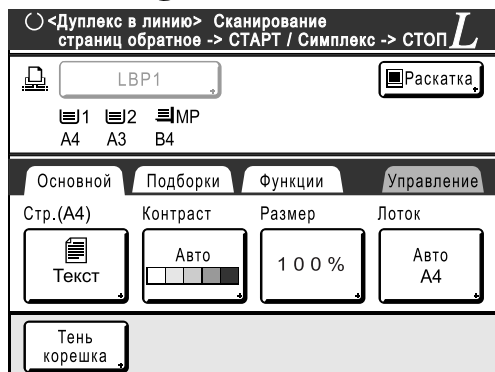 <Дуплекс в линию> Сканирование
страниц обратное -> СТАРТ / Симплекс -> СТОП L
LBP1
Раскатка
1 2 MP
A4 A3 B4
Основной Подборки Функции Управление
Стр.(A4) Контраст Размер Лоток
Текст
Авто
100%
Авто
A4
Тень
корешка